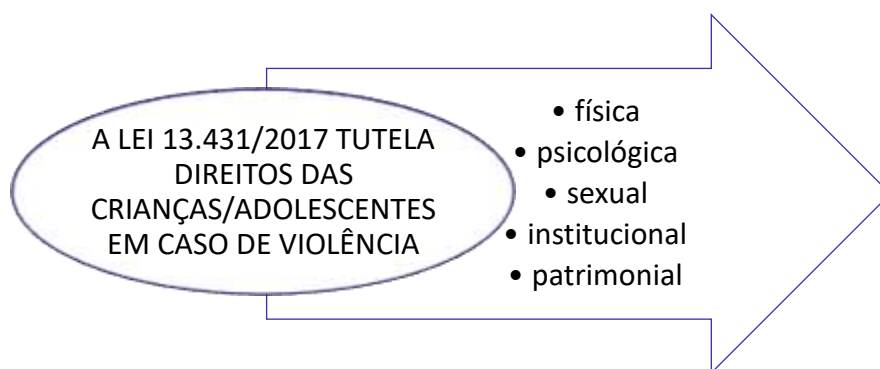 A LEI 13.431/2017 TUTELA
DIREITOS DAS
CRIANÇAS/ADOLESCENTES
EM CASO DE VIOLÊNCIA
• física
• psicológica
• sexual
• institucional
• patrimonial